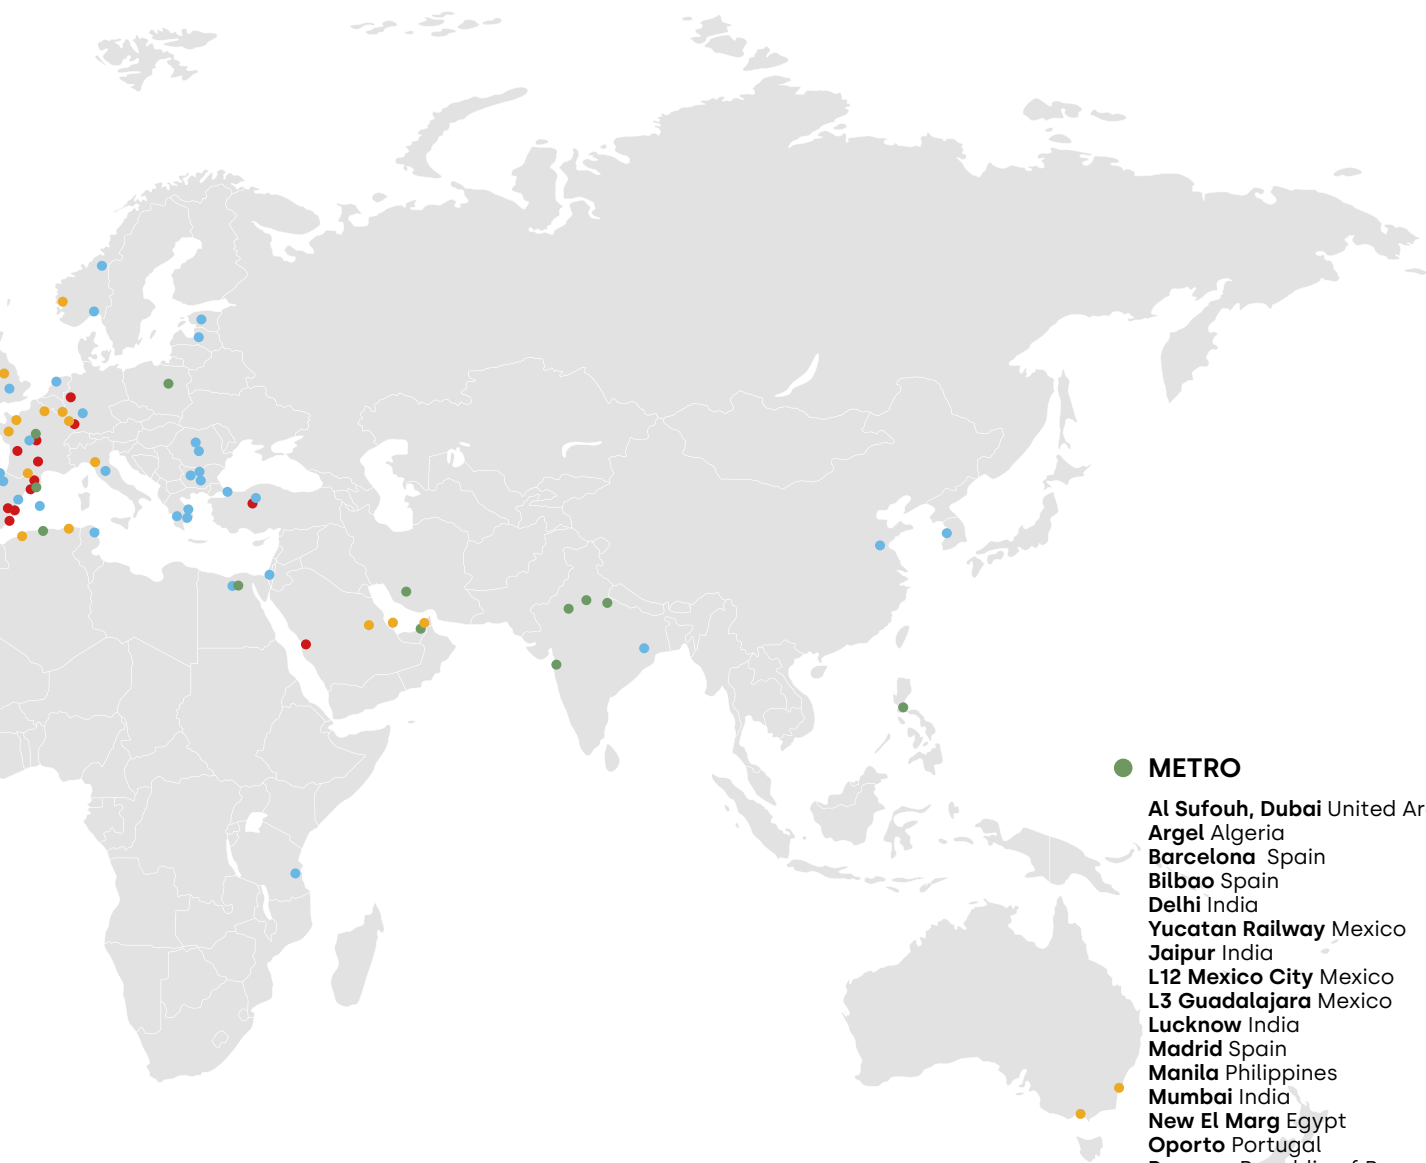 METRO
Al Sufouh, Dubai United Ar
Argel Algeria
Barcelona Spain
Bilbao Spain
Delhi India
Yucatan Railway Mexico
Jaipur India
L12 Mexico City Mexico
L3 Guadalajara Mexico
Lucknow India
Madrid Spain
Manila Philippines
Mumbai India
New El Marg Egypt
Oporto Portugal